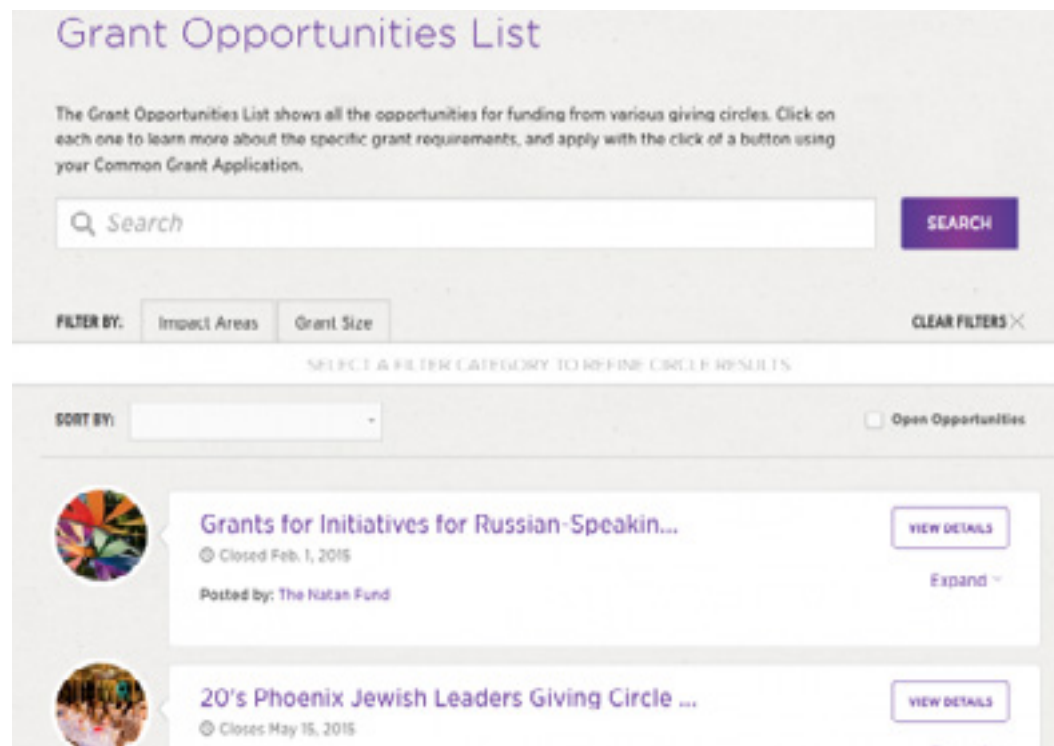 Grant Opportunities List
The Grant Opportunities List shows all the opportunities for funding from various giving circles. Click on
each one to learn more about the specific grant requirements, and apply with the click of a button using
your Common Grant Application.
Search
SEARCH
FILTER BY:
Impact Areas
Grant Size
CLEAR FILTERS
SELECT A FILTER CATEGORY TO REFINE CIRCLE RESULTS
SORT BY:
Open Opportunities
Grants for Initiatives for Russian-Speakin...
VIEW DETAILS
Closed Feb. 1, 2015
Expand
Posted by: The Natan Fund
20's Phoenix Jewish Leaders Giving Circle ...
VIEW DETAILS
Closes May 15, 2015